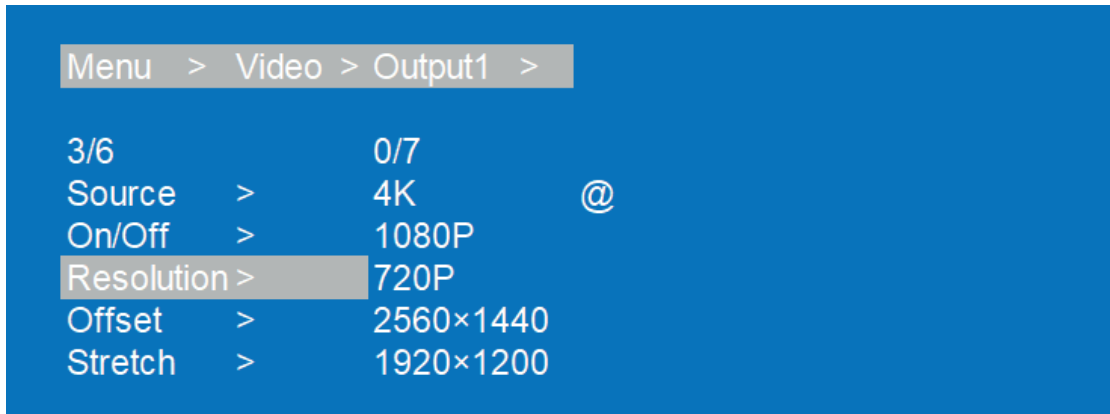 Menu > Video > Output1 >
3/6 0/7
Source > 4K @
On/Off > 1080P
Resolution > 720P
Offset > 2560×1440
Stretch > 1920×1200